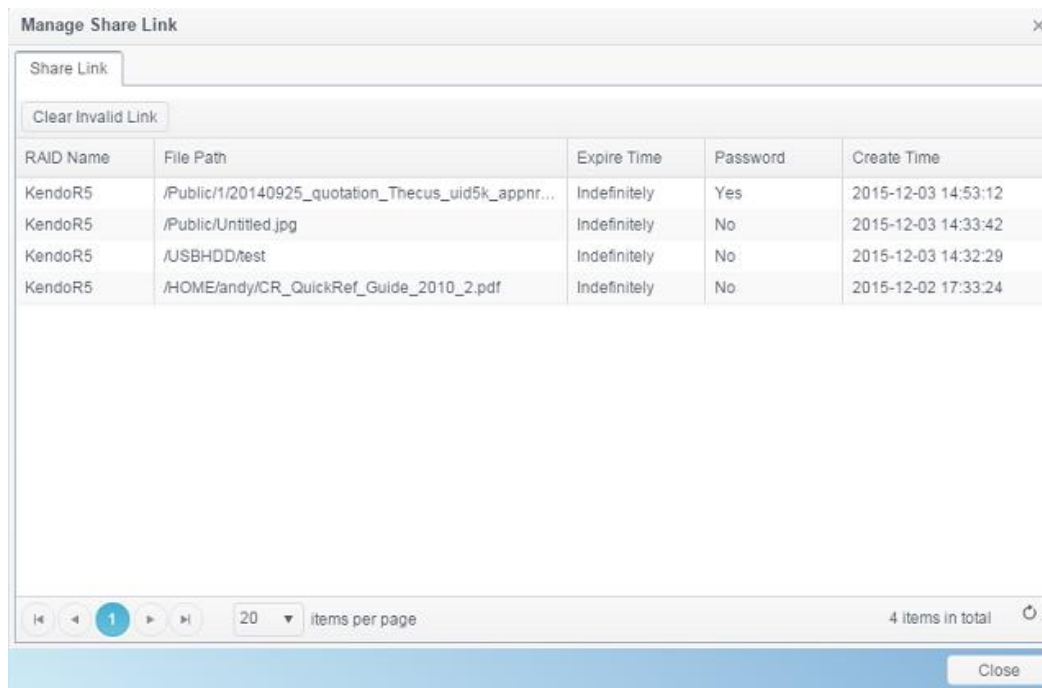 Manage Share Link
Share Link
Clear Invalid Link
RAID Name File Path Expire Time Password Create Time
KendoR5 /Public/1/20140925_quotation_Thecus_uid5k_appnr... Indefinitely Yes 2015-12-03 14:53:12
KendoR5 /Public/Untitled.jpg Indefinitely No 2015-12-03 14:33:42
KendoR5 /USBHDD/test Indefinitely No 2015-12-03 14:32:29
KendoR5 /HOME/andy/CR_QuickRef_Guide_2010_2.pdf Indefinitely No 2015-12-02 17:33:24
1 20 items per page 4 items in total
Close